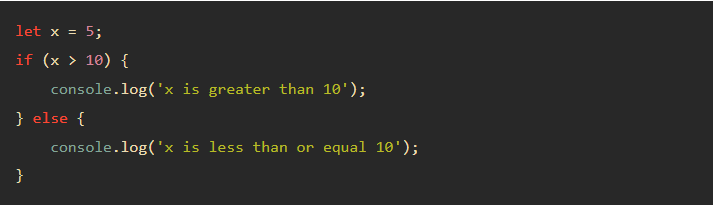 let x = 5;
if (x > 10) {
    console.log('x is greater than 10');
} else {
    console.log('x is less than or equal 10');
}